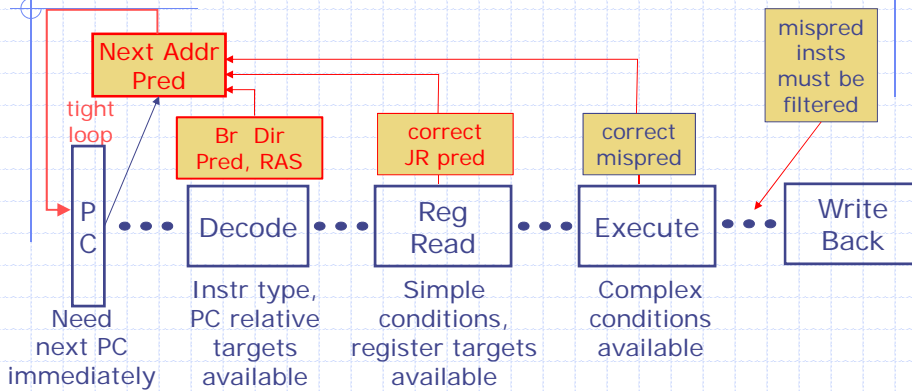 Next Addr
Pred
mispred
insts
must be
filtered
tight
loop
Br Dir
Pred, RAS
correct
JR pred
correct
mispred
P
C
Decode
Reg
Read
Execute
Write
Back
Need
next PC
immediately
Instr type,
PC relative
targets
available
Simple
conditions,
register targets
available
Complex
conditions
available